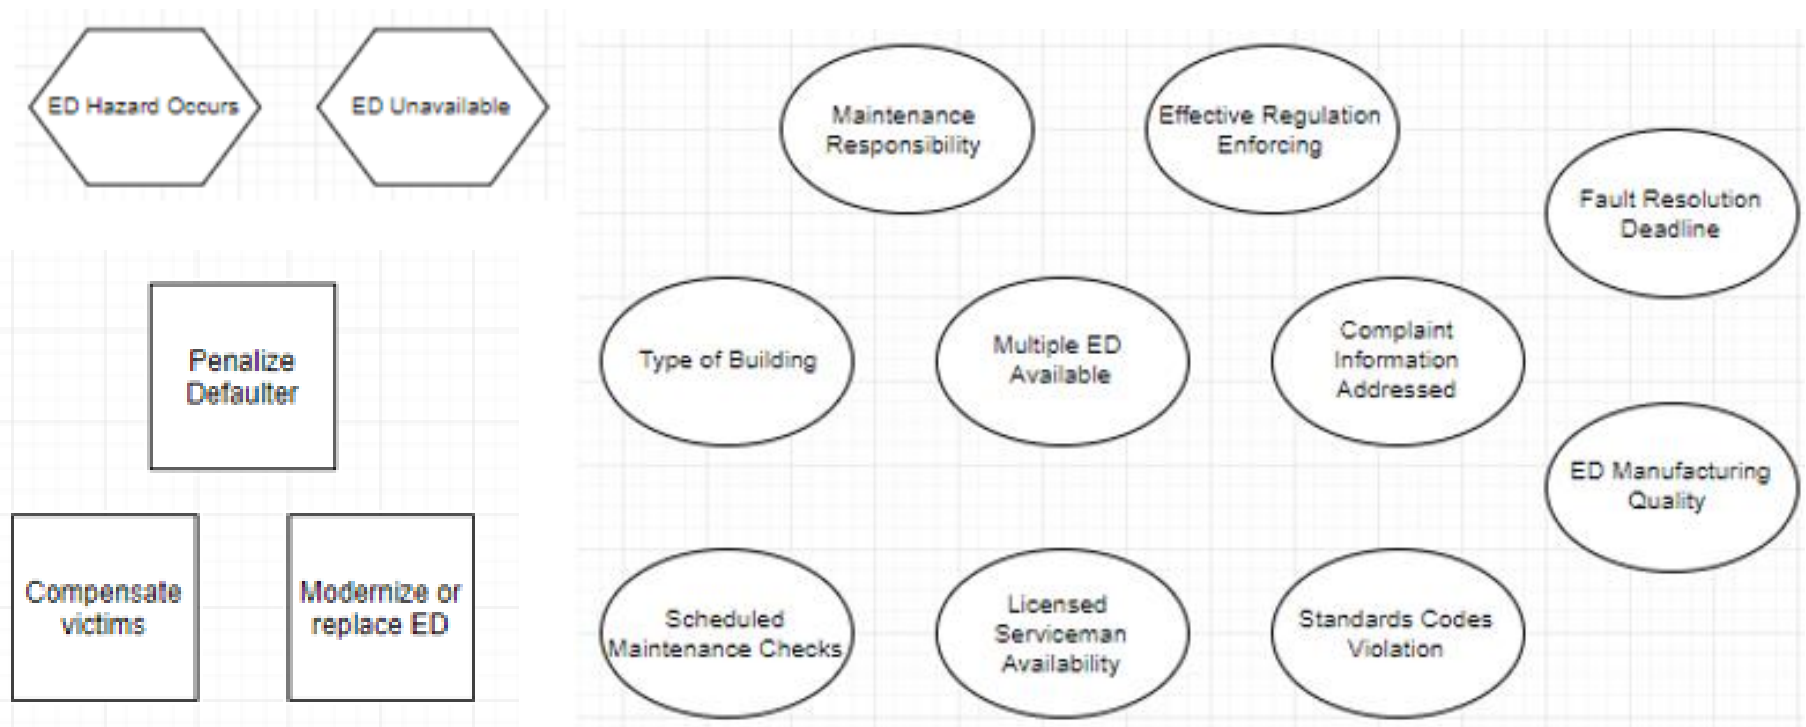 ED Hazard Occurs
ED Unavailable
Penalize
Defaulter
Compensate
victims
Modernize or
replace ED
Maintenance
Responsibility
Effective Regulation
Enforcing
Fault Resolution
Deadline
Type of Building
Multiple ED
Available
Complaint
Information
Addressed
ED Manufacturing
Quality
Scheduled
Maintenance Checks
Licensed
Serviceman
Availability
Standards Codes
Violation